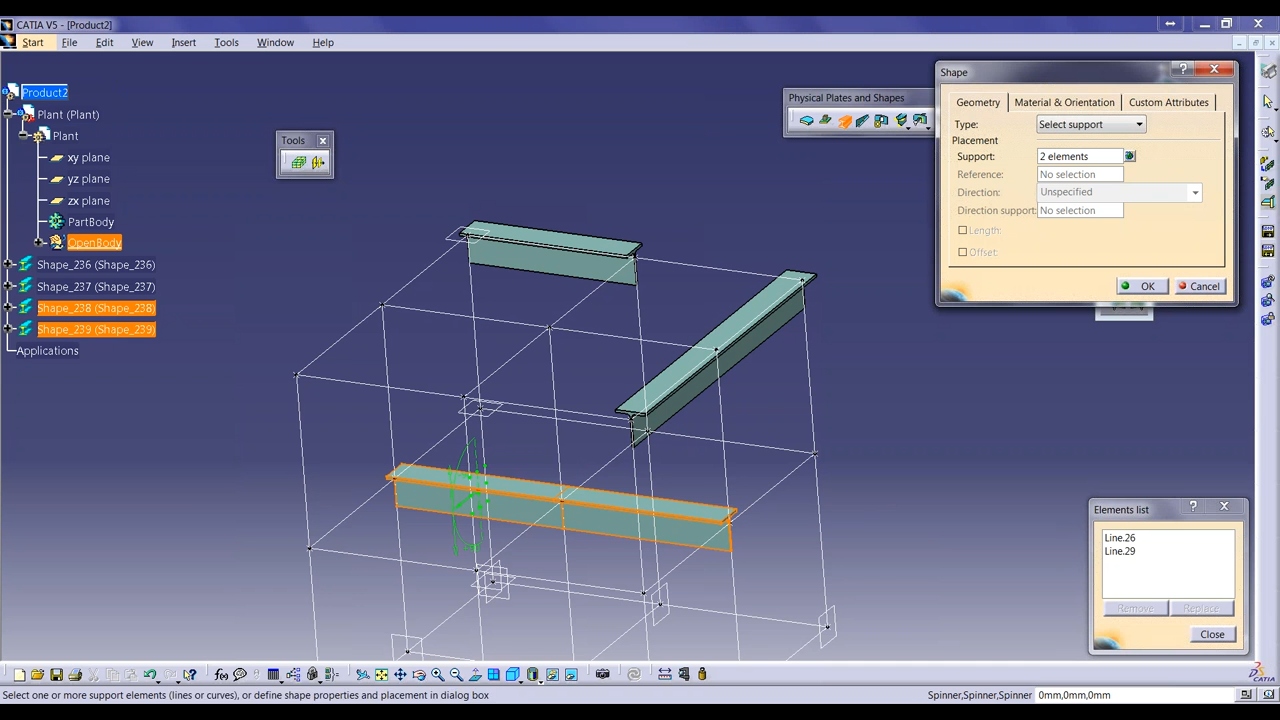 CATIA V5 - [Product2]
Start File Edit View Insert Tools Window Help
Product2
Plant (Plant)
Plant
xy plane
yz plane
zx plane
PartBody
OpenBody
Shape_236 (Shape_236)
Shape_237 (Shape_237)
Shape_238 (Shape_238)
Shape_239 (Shape_239)
Applications
Tools
Physical Plates and Shapes
Shape
Geometry Material & Orientation Custom Attributes
Type: Select support
Placement
Support: 2 elements
Reference: No selection
Direction: Unspecified
Direction support: No selection
Length:
Offset:
OK Cancel
Elements list
Line.26
Line.29
Remove Replace
Close
Select one or more support elements (lines or curves), or define shape properties and placement in dialog box
Spinner,Spinner,Spinner 0mm,0mm,0mm
CATIA